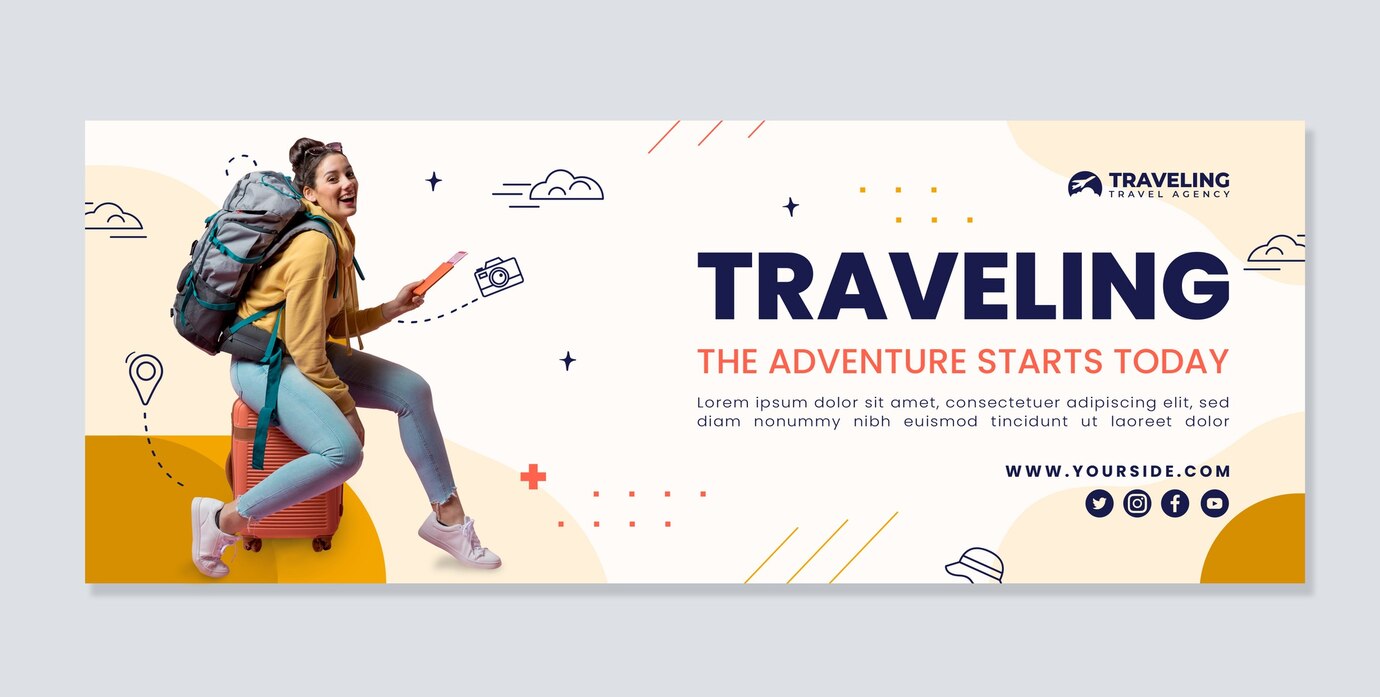 TRAVELING
TRAVEL AGENCY
TRAVELING
THE ADVENTURE STARTS TODAY
Lorem ipsum dolor sit amet, consectetuer adipiscing elit, sed
diam nonummy nibh euismod tincidunt ut laoreet dolor
WWW.YOURSIDE.COM